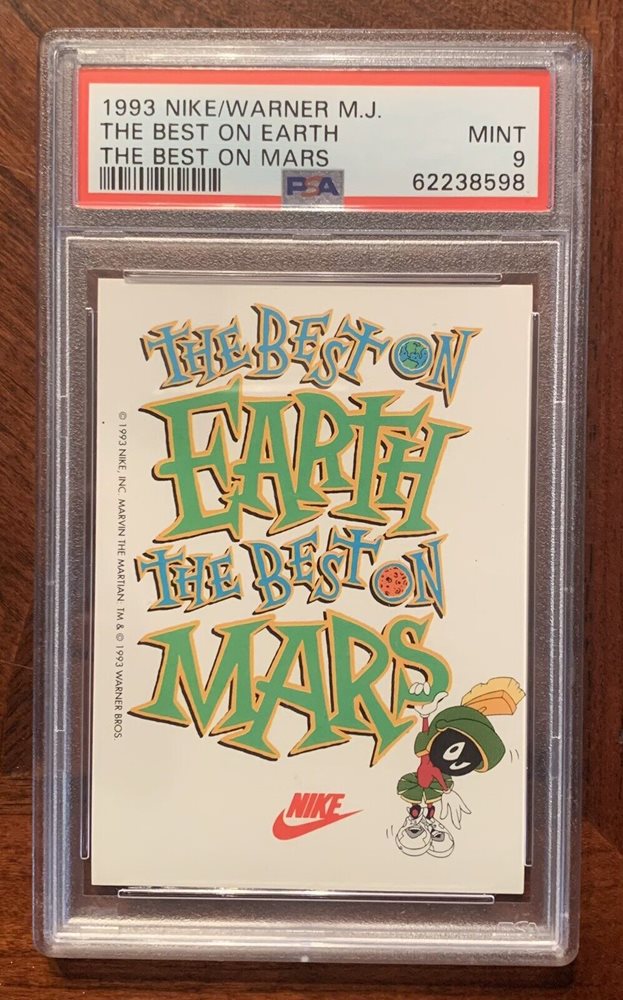 1993 NIKE/WARNER M.J.
THE BEST ON EARTH MINT
THE BEST ON MARS 9
PSA 62238598
THE BEST ON
EARTH
THE BEST ON
MARS
© 1993 NIKE, INC. MARVIN THE MARTIAN. TM & © 1993 WARNER BROS.
NIKE
PSA